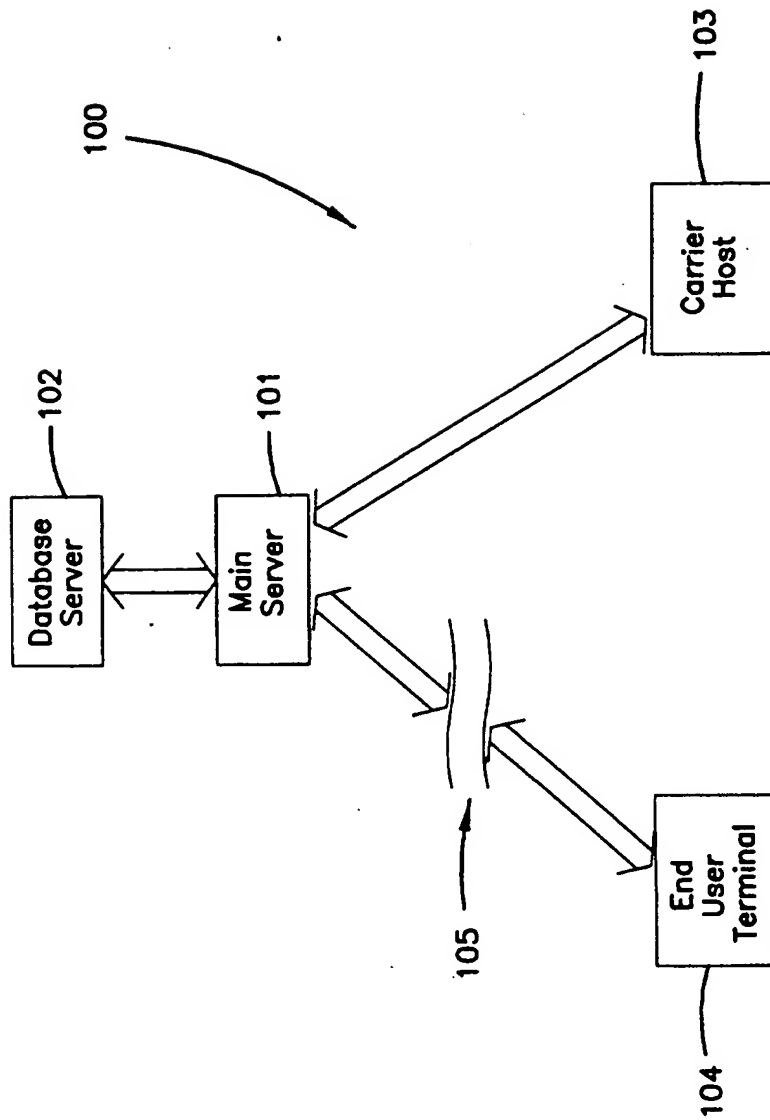 100
102
Database
Server
101
Main
Server
103
Carrier
Host
105
End
User
Terminal
104